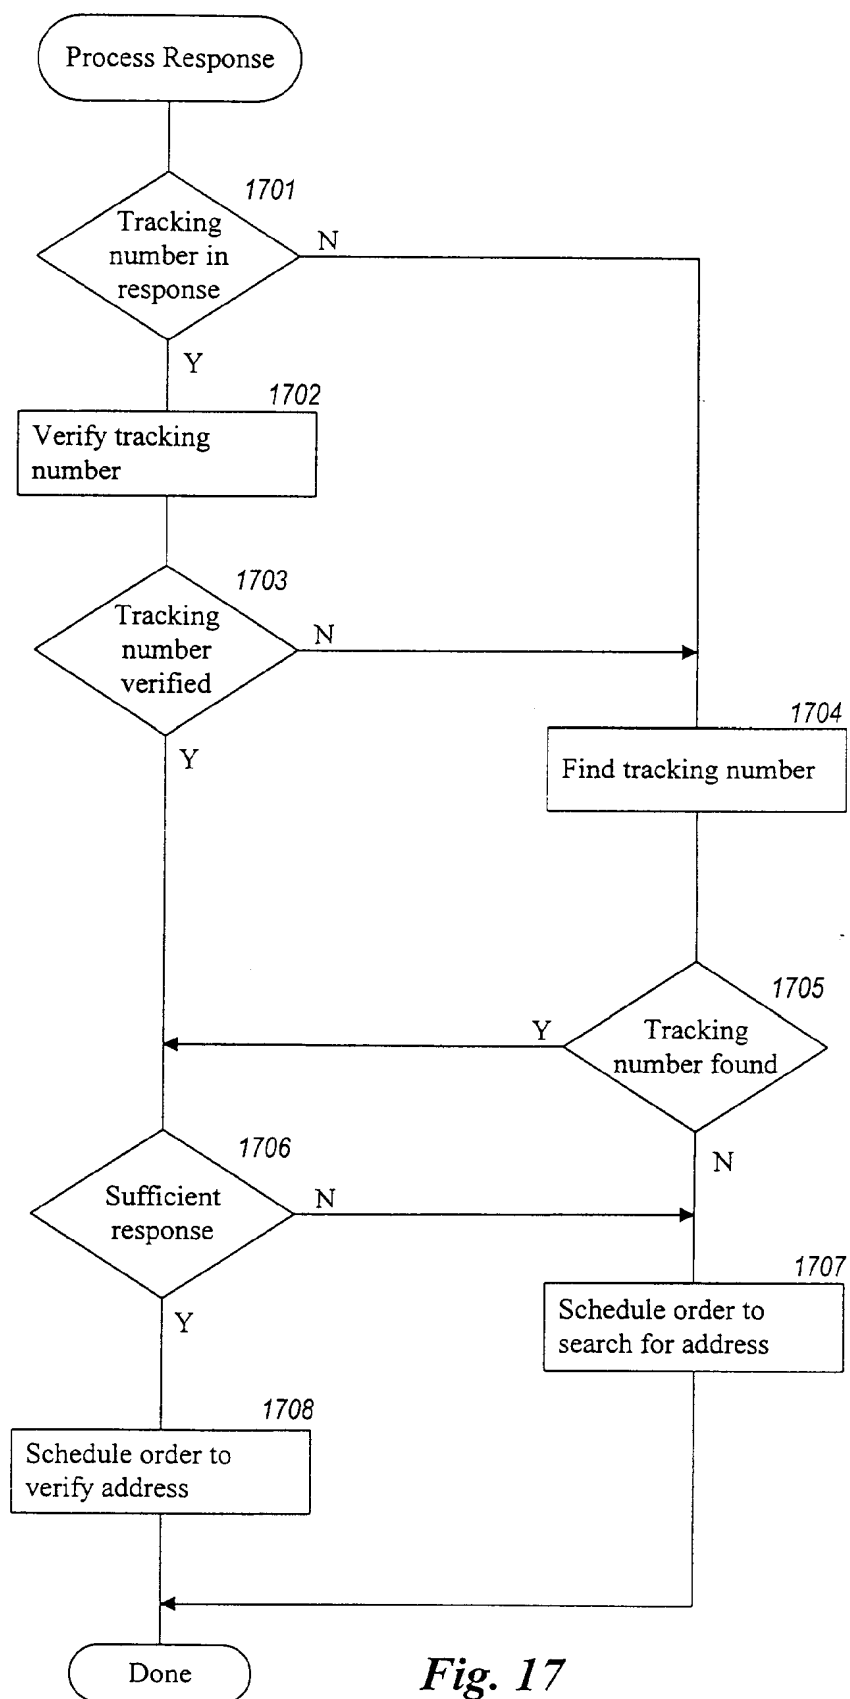 Process Response
1701
Tracking
number in
response
N
Y
1702
Verify tracking
number
1703
Tracking
number
verified
N
Y
1704
Find tracking number
1705
Tracking
number found
Y
N
1706
Sufficient
response
N
Y
1707
Schedule order to
search for address
1708
Schedule order to
verify address
Done
Fig. 17